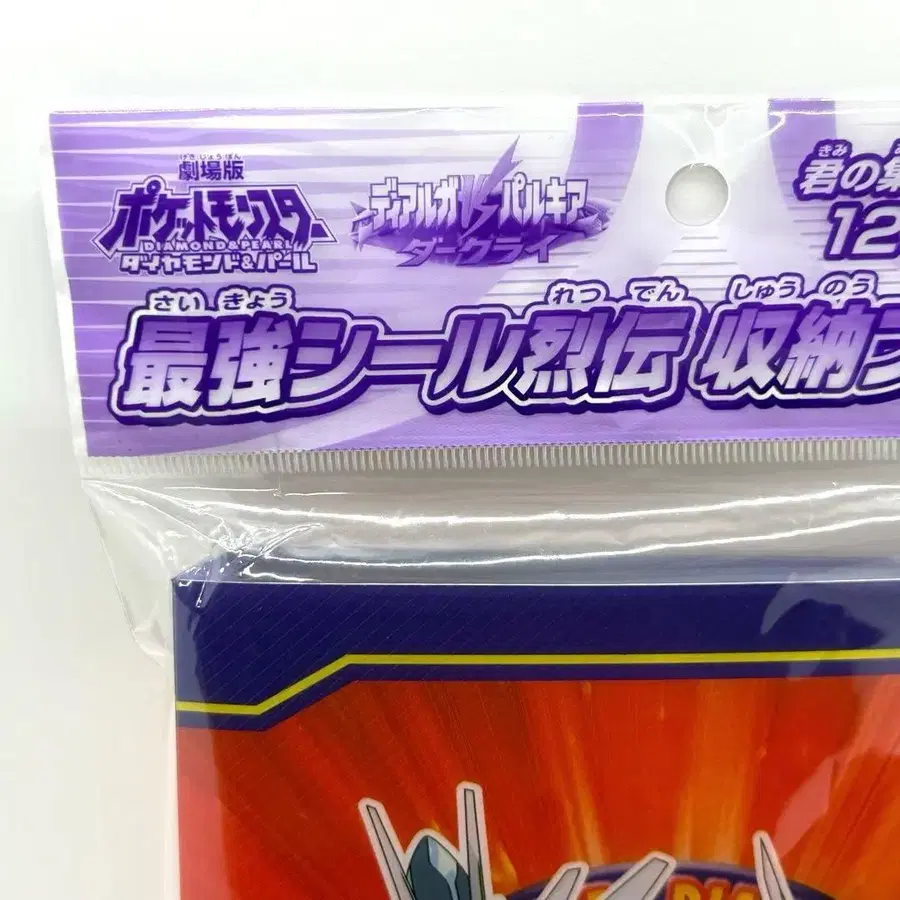 げきじょうばん
劇場版
ポケットモンスター
DIAMOND&PEARL
ダイヤモンド&パール
ディアルガVSパルキア
ダークライ
きみ
君の集
12
さいきょう れつでん しゅうのう
最強シール烈伝 収納フ